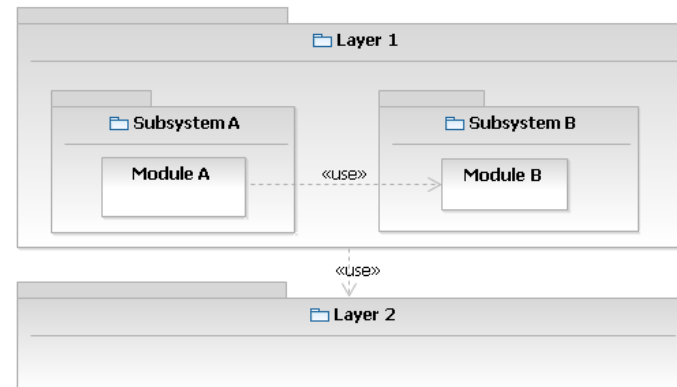 Layer 1
Subsystem A
Subsystem B
Module A
«use»
Module B
«use»
Layer 2